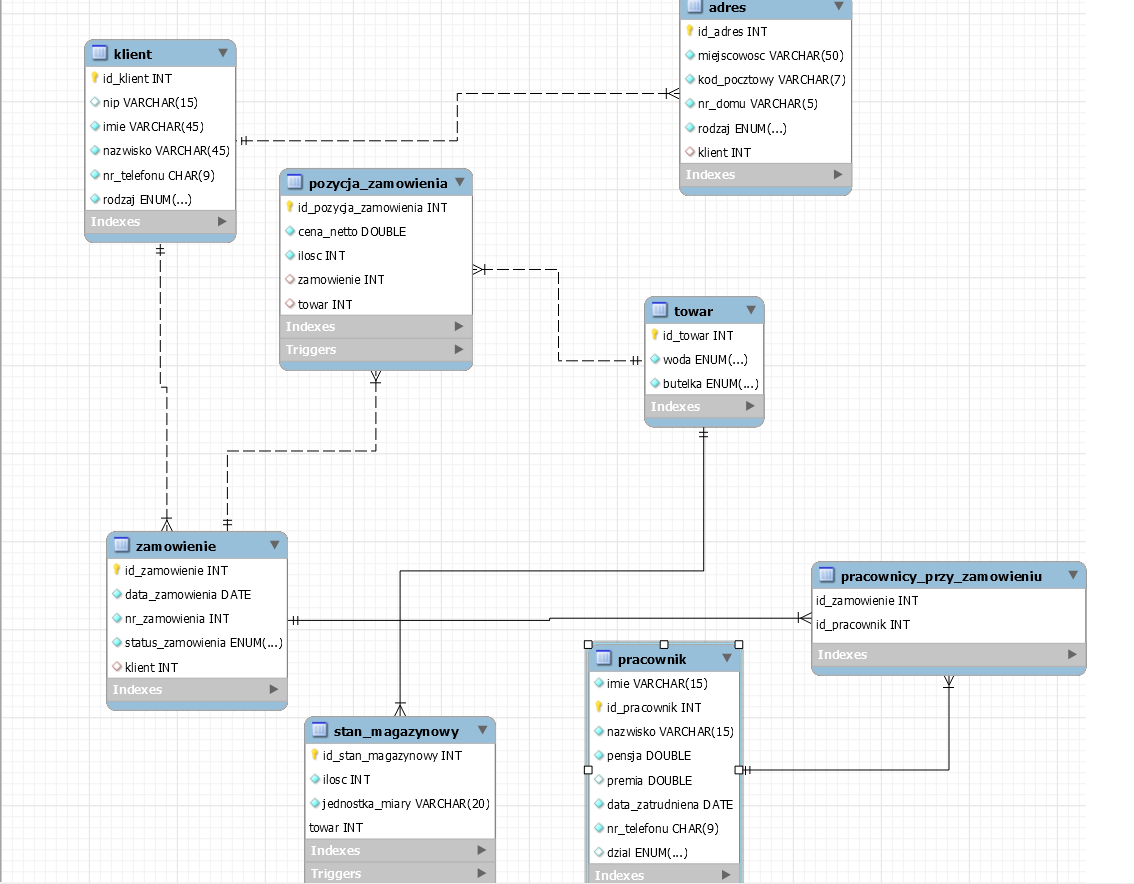 adres
id_adres INT
miejscowosc VARCHAR(50)
kod_pocztowy VARCHAR(7)
nr_domu VARCHAR(5)
rodzaj ENUM(...)
klient INT
Indexes
klient
id_klient INT
nip VARCHAR(15)
imie VARCHAR(45)
nazwisko VARCHAR(45)
nr_telefonu CHAR(9)
rodzaj ENUM(...)
Indexes
pozycja_zamowienia
id_pozycja_zamowienia INT
cena_netto DOUBLE
ilosc INT
zamowienie INT
towar INT
Indexes
Triggers
towar
id_towar INT
woda ENUM(...)
butelka ENUM(...)
Indexes
zamowienie
id_zamowienie INT
data_zamowienia DATE
nr_zamowienia INT
status_zamowienia ENUM(...)
klient INT
Indexes
pracownicy_przy_zamowieniu
id_zamowienie INT
id_pracownik INT
Indexes
pracownik
imie VARCHAR(15)
id_pracownik INT
nazwisko VARCHAR(15)
pensja DOUBLE
premia DOUBLE
data_zatrudniena DATE
nr_telefonu CHAR(9)
dzial ENUM(...)
Indexes
stan_magazynowy
id_stan_magazynowy INT
ilosc INT
jednostka_miary VARCHAR(20)
towar INT
Indexes
Triggers